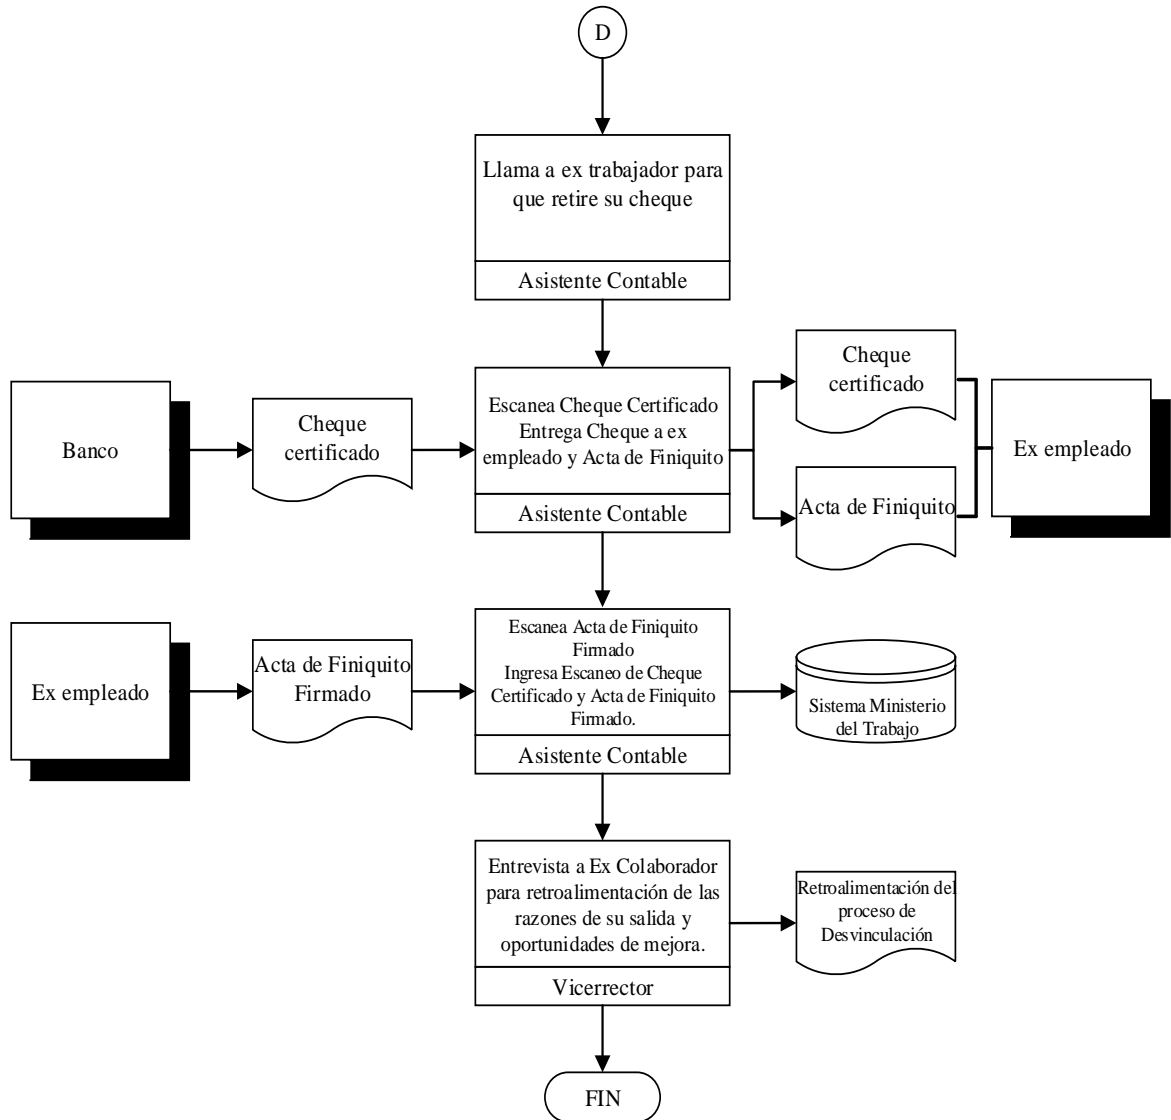 D
Llama a ex trabajador para
que retire su cheque
Asistente Contable
Banco
Cheque
certificado
Escanea Cheque Certificado
Entrega Cheque a ex
empleado y Acta de Finiquito
Asistente Contable
Cheque
certificado
Acta de Finiquito
Ex empleado
Ex empleado
Acta de Finiquito
Firmado
Escanea Acta de Finiquito
Firmado
Ingresa Escaneo de Cheque
Certificado y Acta de Finiquito
Firmado.
Asistente Contable
Sistema Ministerio
del Trabajo
Entrevista a Ex Colaborador
para retroalimentación de las
razones de su salida y
oportunidades de mejora.
Vicerrector
Retroalimentación del
proceso de
Desvinculación
FIN